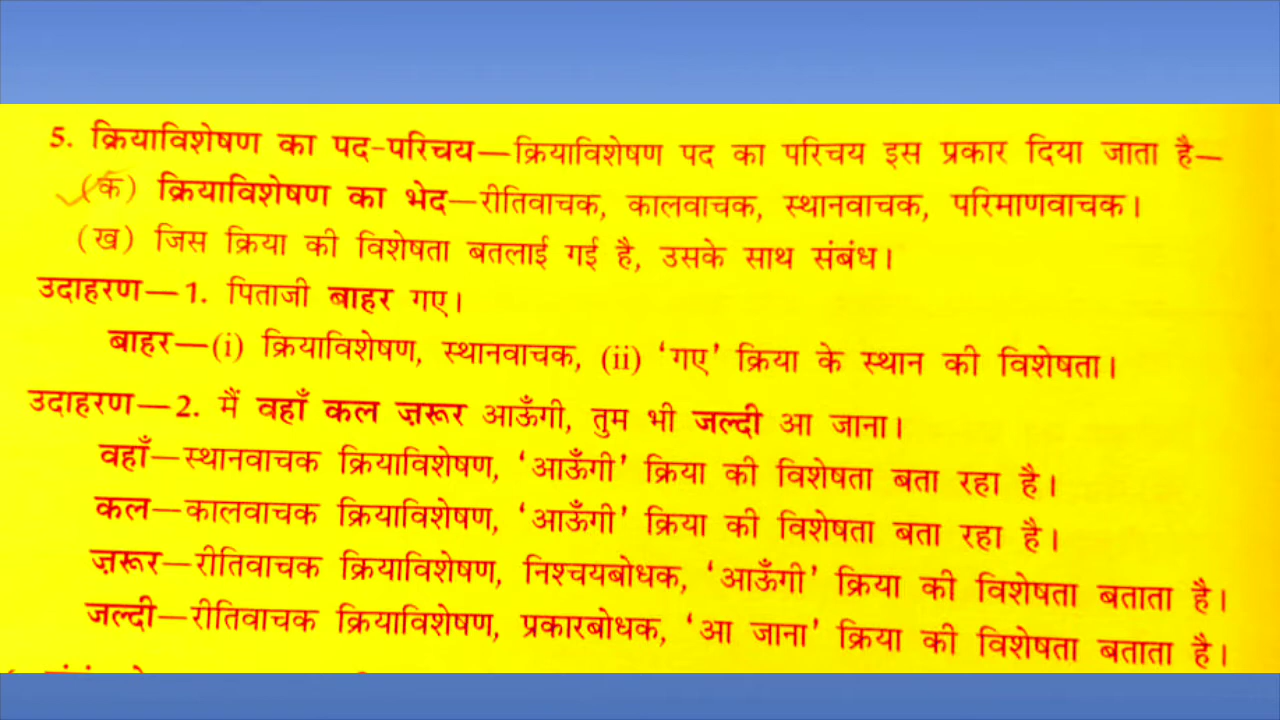 5. क्रियाविशेषण का पद-परिचय—क्रियाविशेषण पद का परिचय इस प्रकार दिया जाता है—
(क) क्रियाविशेषण का भेद—रीतिवाचक, कालवाचक, स्थानवाचक, परिमाणवाचक।
(ख) जिस क्रिया की विशेषता बतलाई गई है, उसके साथ संबंध।
उदाहरण—1. पिताजी बाहर गए।
बाहर—(i) क्रियाविशेषण, स्थानवाचक, (ii) ‘गए’ क्रिया के स्थान की विशेषता।
उदाहरण—2. मैं वहाँ कल ज़रूर आऊँगी, तुम भी जल्दी आ जाना।
वहाँ—स्थानवाचक क्रियाविशेषण, ‘आऊँगी’ क्रिया की विशेषता बता रहा है।
कल—कालवाचक क्रियाविशेषण, ‘आऊँगी’ क्रिया की विशेषता बता रहा है।
ज़रूर—रीतिवाचक क्रियाविशेषण, निश्चयबोधक, ‘आऊँगी’ क्रिया की विशेषता बताता है।
जल्दी—रीतिवाचक क्रियाविशेषण, प्रकारबोधक, ‘आ जाना’ क्रिया की विशेषता बताता है।